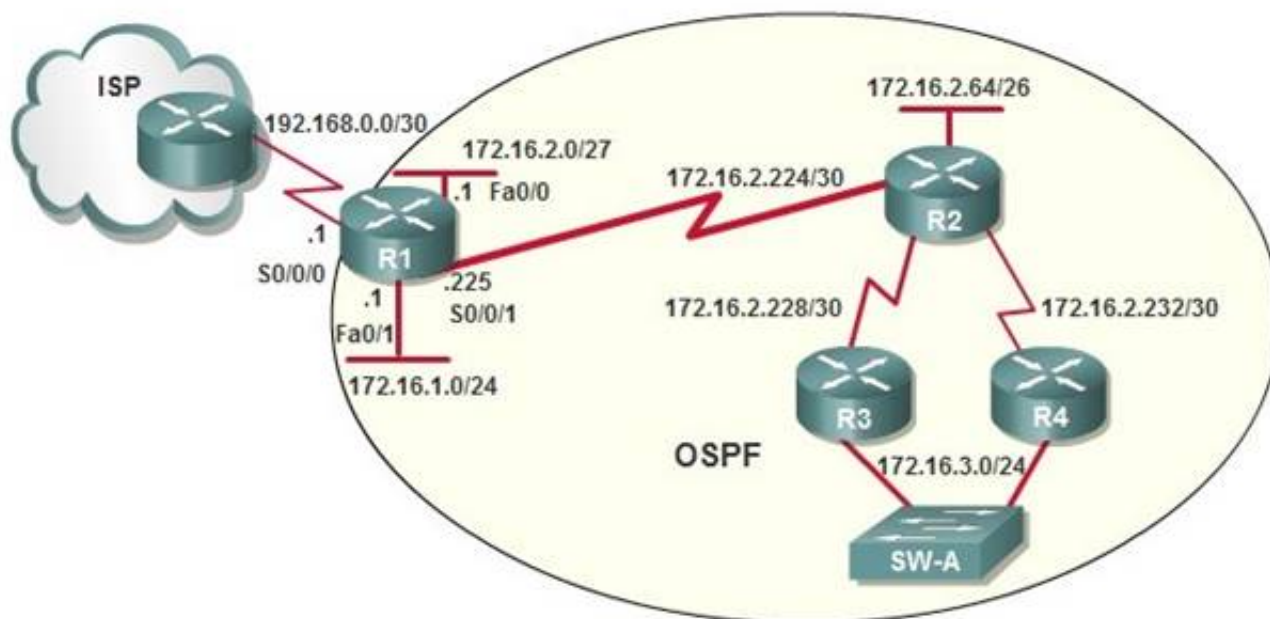 ISP
192.168.0.0/30
172.16.2.0/27
.1 Fa0/0
172.16.2.64/26
172.16.2.224/30
R2
.1
R1
S0/0/0
.225
S0/0/1
.1
Fa0/1
172.16.1.0/24
172.16.2.228/30
172.16.2.232/30
R3
R4
OSPF
172.16.3.0/24
SW-A